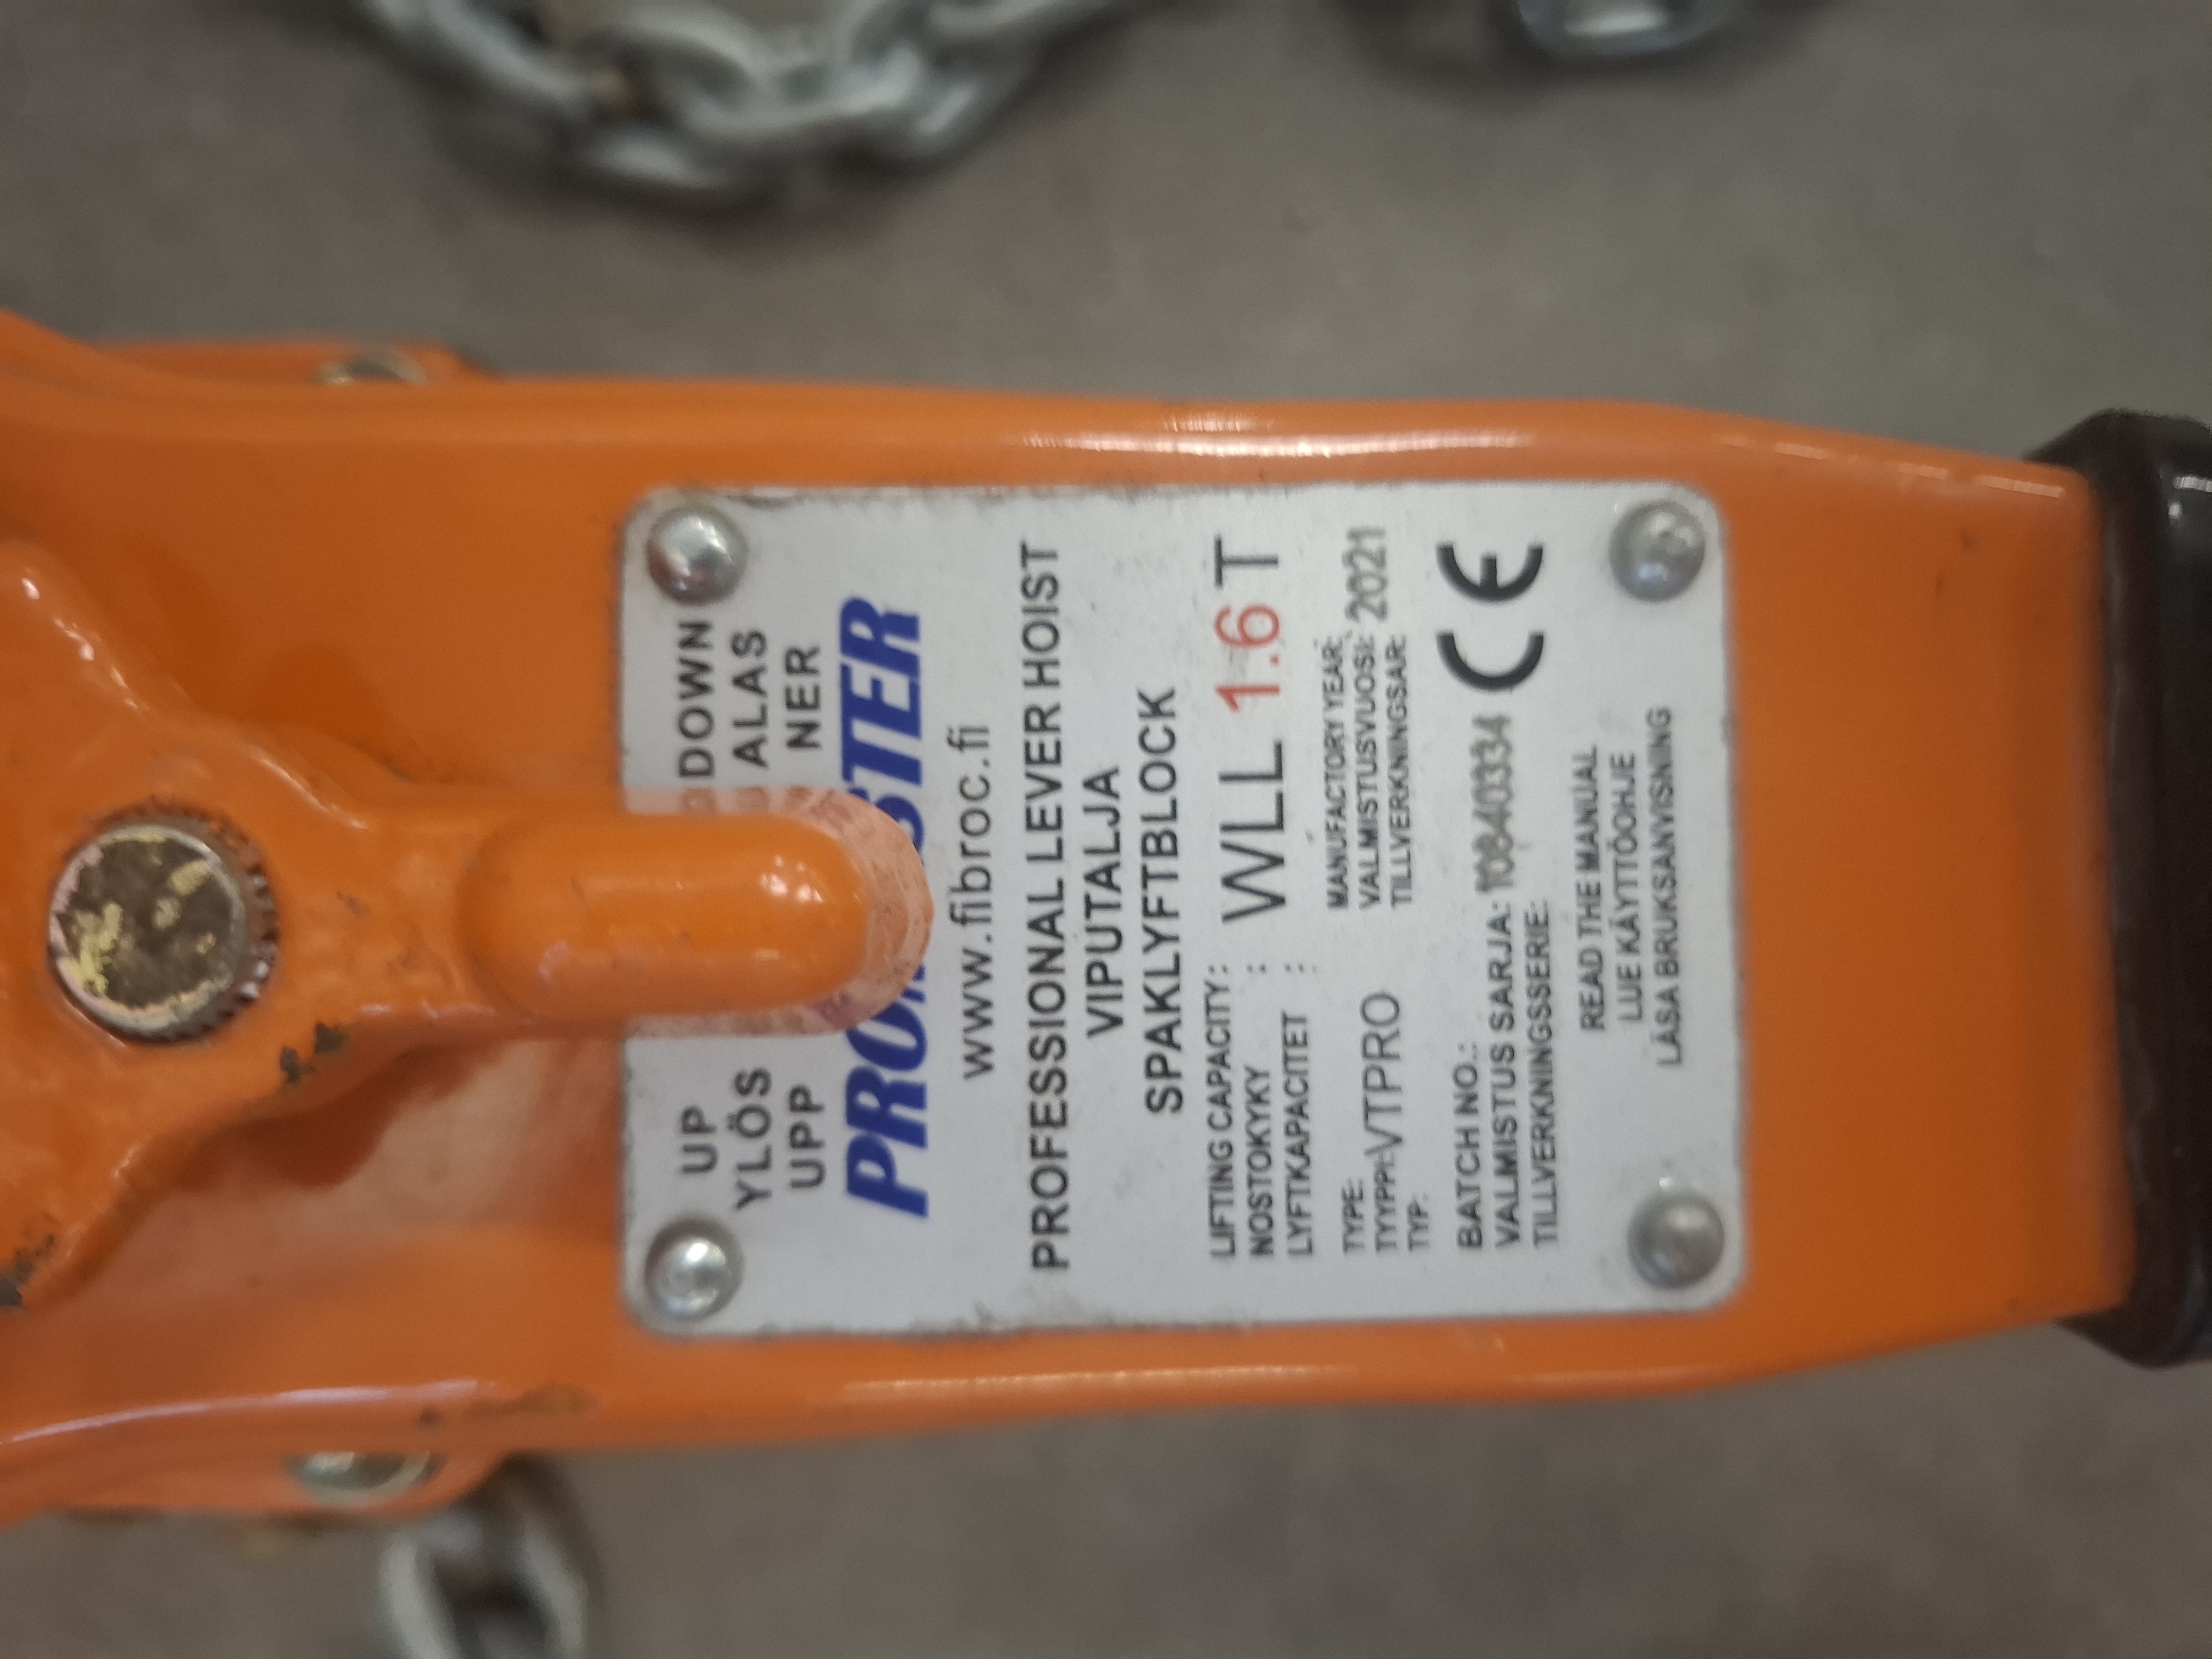 UP DOWN
YLÖS ALAS
UPP NER
www.fibroc.fi
PROFESSIONAL LEVER HOIST
VIPUTALJA
SPAKLYFTBLOCK
LIFTING CAPACITY:
NOSTOKYKY :
LYFTKAPACITET :
WLL 1.6 T
TYPE:
TYYPPI: VTPRO
TYP:
MANUFACTORY YEAR:
VALMISTUSVUOSI: 2021
TILLVERKNINGSAR:
BATCH NO.:
VALMISTUS SARJA: 10840334
TILLVERKNINGSSERIE:
CE
READ THE MANUAL
LUE KÄYTTÖOHJE
LÄSA BRUKSANVISNING